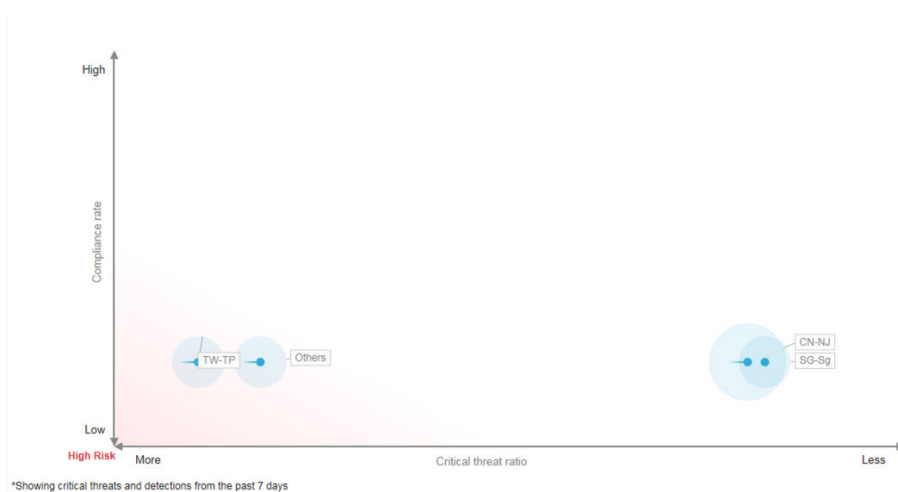 High
Compliance rate
CN-NJ
Others
TW-TP
SG-Sg
Low
High Risk
More
Critical threat ratio
Less
*Showing critical threats and detections from the past 7 days